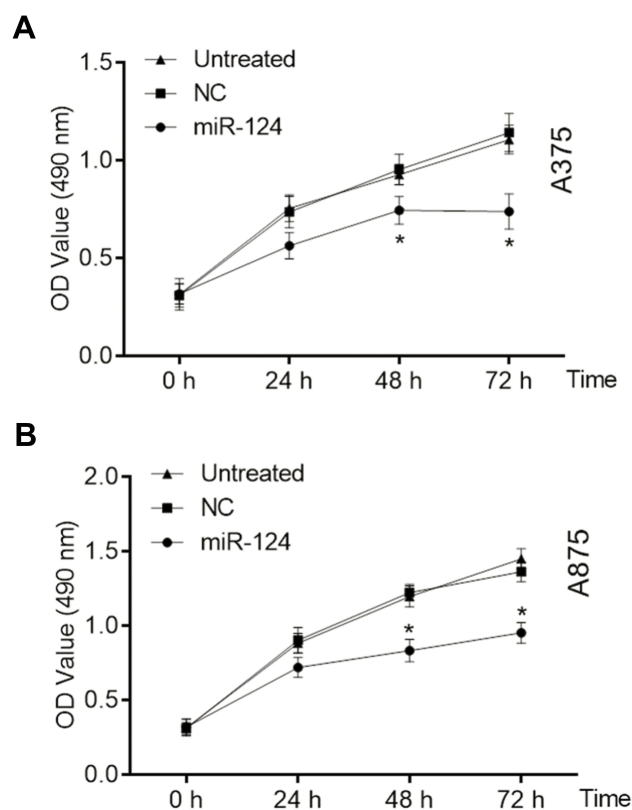 A
OD Value (490 nm)
1.5
1.0
0.5
0.0
Untreated
NC
miR-124
*
*
A375
0 h 24 h 48 h 72 h Time
B
OD Value (490 nm)
2.0
1.5
1.0
0.5
0.0
Untreated
NC
miR-124
*
*
A875
0 h 24 h 48 h 72 h Time